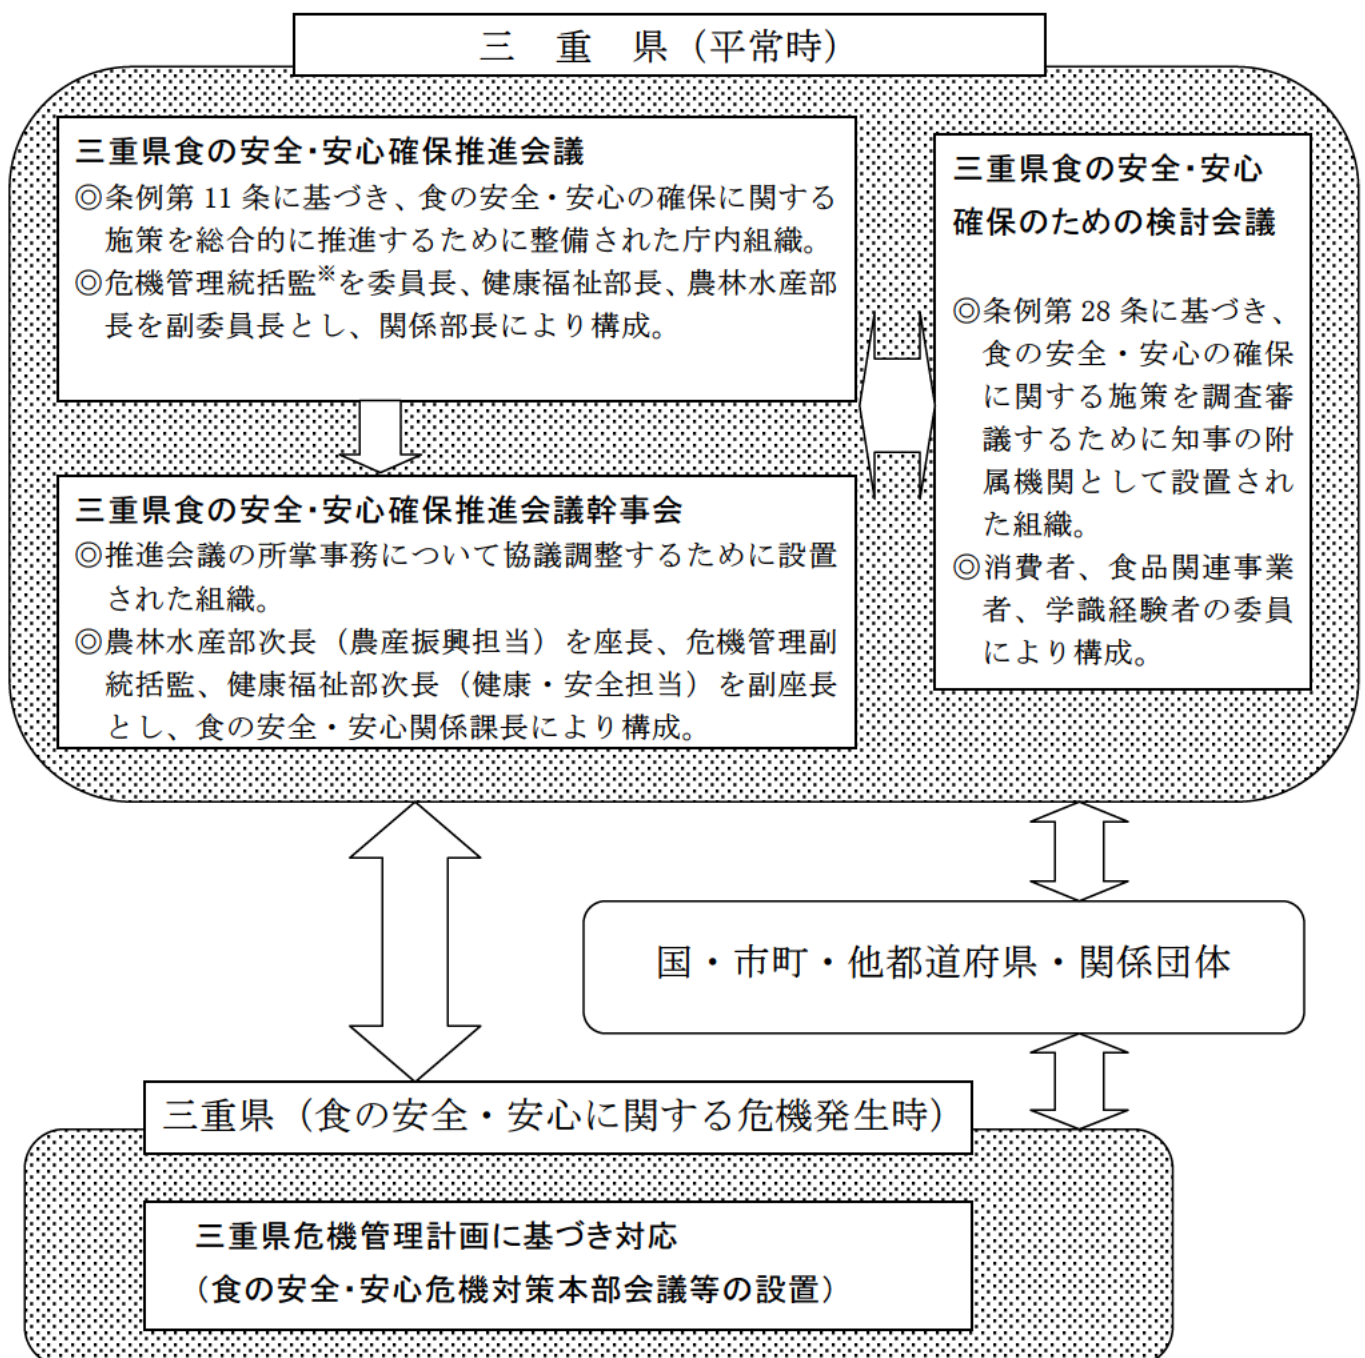 三　重　県（平常時）
三重県食の安全・安心確保推進会議
◎条例第 11 条に基づき、食の安全・安心の確保に関する
施策を総合的に推進するために整備された庁内組織。
◎危機管理統括監※を委員長、健康福祉部長、農林水産部
長を副委員長とし、関係部長により構成。
三重県食の安全・安心確保推進会議幹事会
◎推進会議の所掌事務について協議調整するために設置
された組織。
◎農林水産部次長（農産振興担当）を座長、危機管理副
統括監、健康福祉部次長（健康・安全担当）を副座長
とし、食の安全・安心関係課長により構成。
三重県食の安全・安心
確保のための検討会議
◎条例第 28 条に基づき、
食の安全・安心の確保
に関する施策を調査審
議するために知事の附
属機関として設置され
た組織。
◎消費者、食品関連事業
者、学識経験者の委員
により構成。
国・市町・他都道府県・関係団体
三重県（食の安全・安心に関する危機発生時）
三重県危機管理計画に基づき対応
（食の安全・安心危機対策本部会議等の設置）